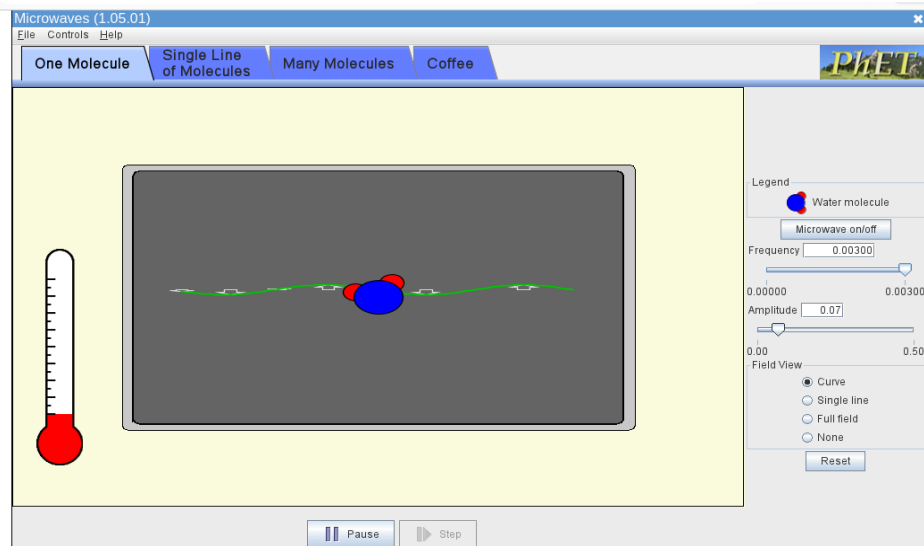 Microwaves (1.05.01)
File Controls Help
One Molecule
Single Line
of Molecules
Many Molecules
Coffee
PhET
Legend
Water molecule
Microwave on/off
Frequency 0.00300
0.00000 0.00300
Amplitude 0.07
0.00 0.50
Field View
Curve
Single line
Full field
None
Reset
Pause
Step